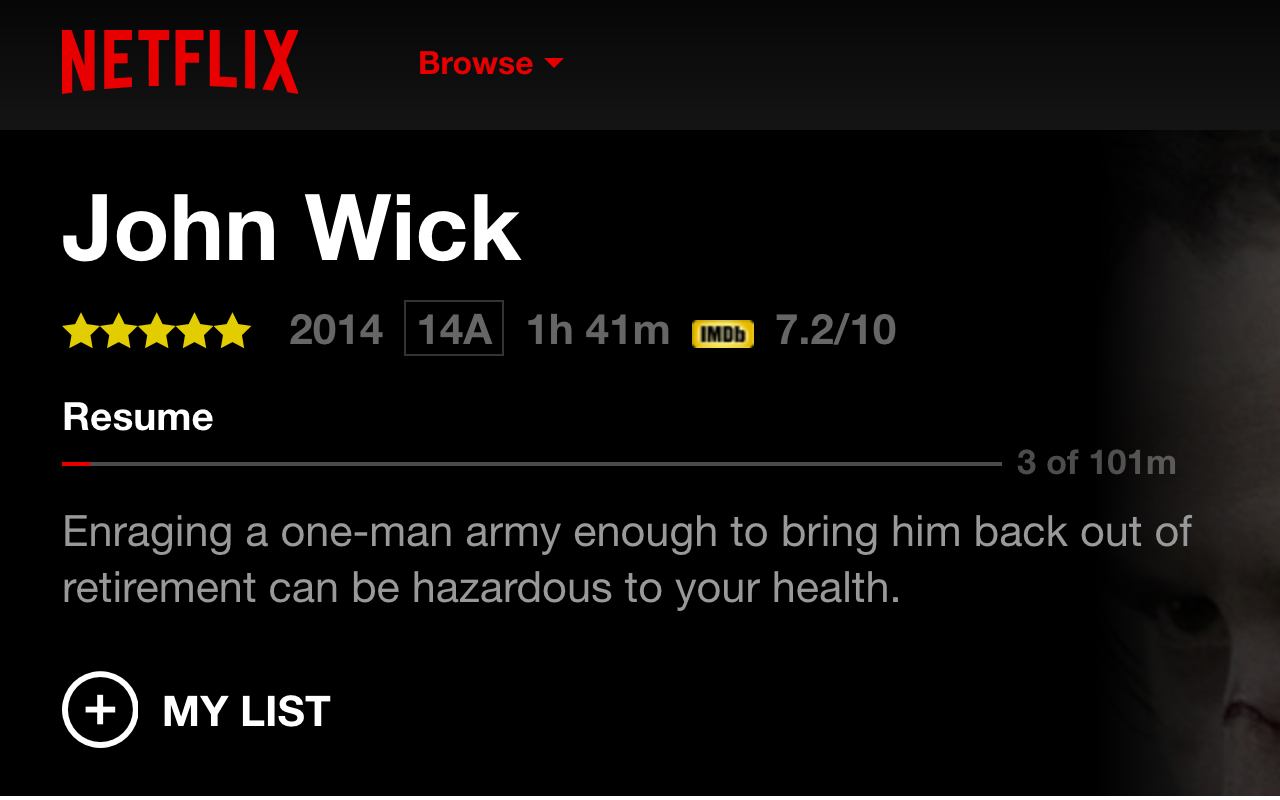 NETFLIX Browse
John Wick
2014 14A 1h 41m IMDb 7.2/10
Resume
3 of 101m
Enraging a one-man army enough to bring him back out of
retirement can be hazardous to your health.
+ MY LIST